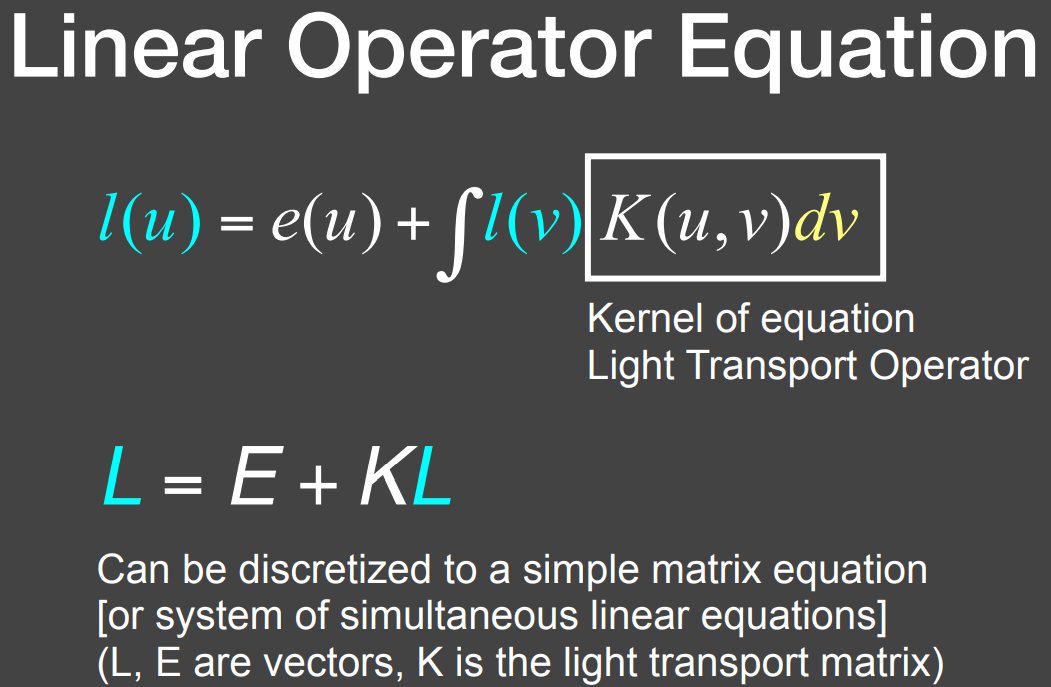 Linear Operator Equation
l(u) = e(u) + ∫ l(v) K(u, v)dv
Kernel of equation
Light Transport Operator
L = E + KL
Can be discretized to a simple matrix equation
[or system of simultaneous linear equations]
(L, E are vectors, K is the light transport matrix)